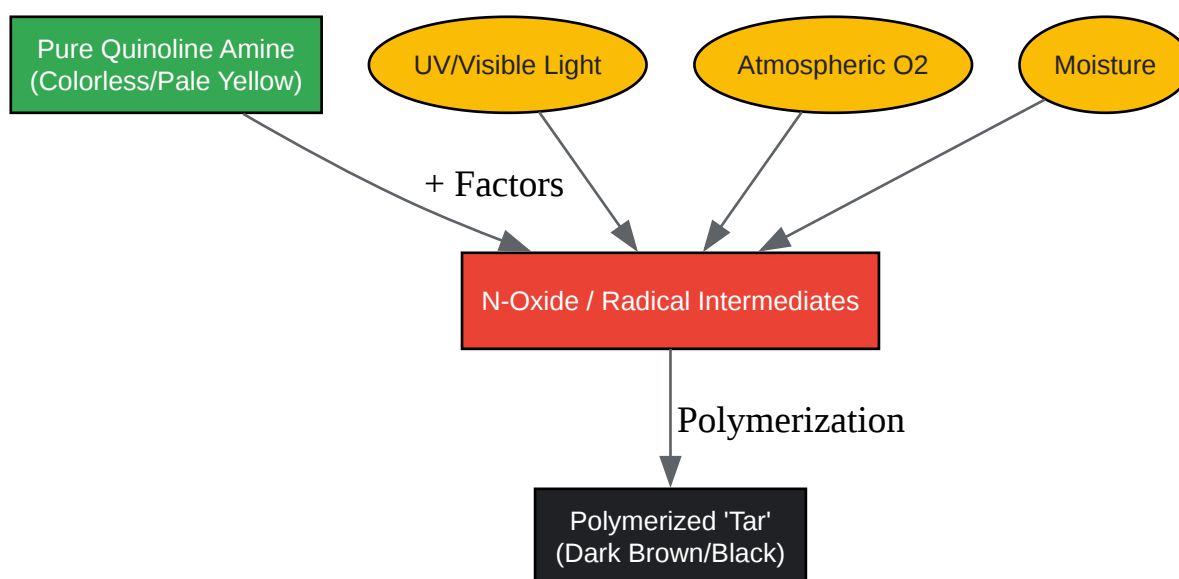 Pure Quinoline Amine
(Colorless/Pale Yellow)
UV/Visible Light
Atmospheric O2
Moisture
+ Factors
N-Oxide / Radical Intermediates
Polymerization
Polymerized 'Tar'
(Dark Brown/Black)